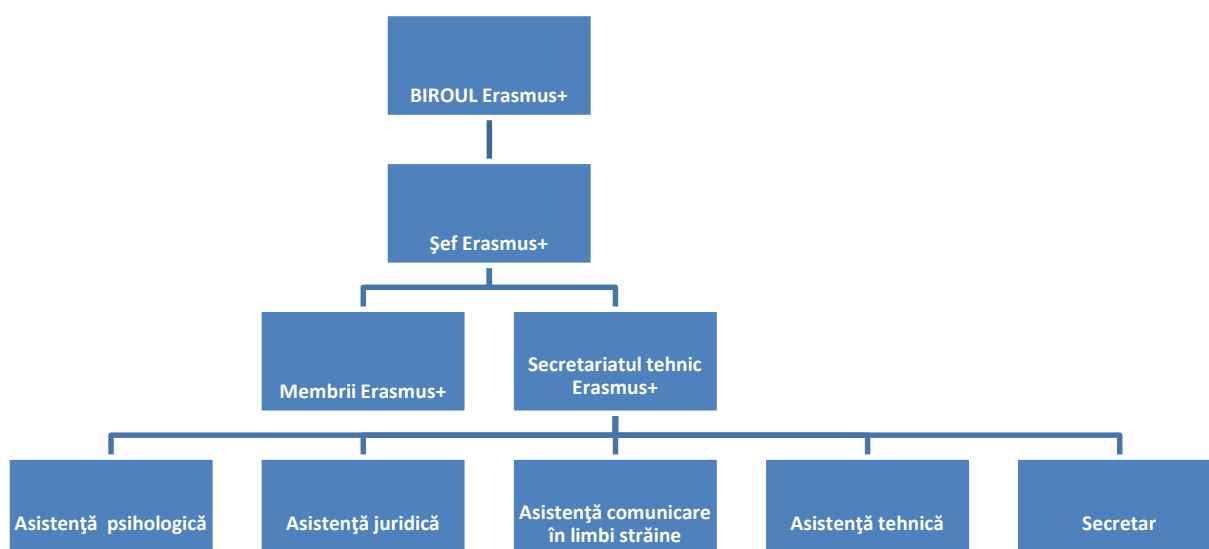 BIROUL Erasmus+
Şef Erasmus+
Membrii Erasmus+
Secretariatul tehnic
Erasmus+
Asistenţă  psihologică
Asistenţă juridică
Asistenţă comunicare
în limbi străine
Asistenţă tehnică
Secretar